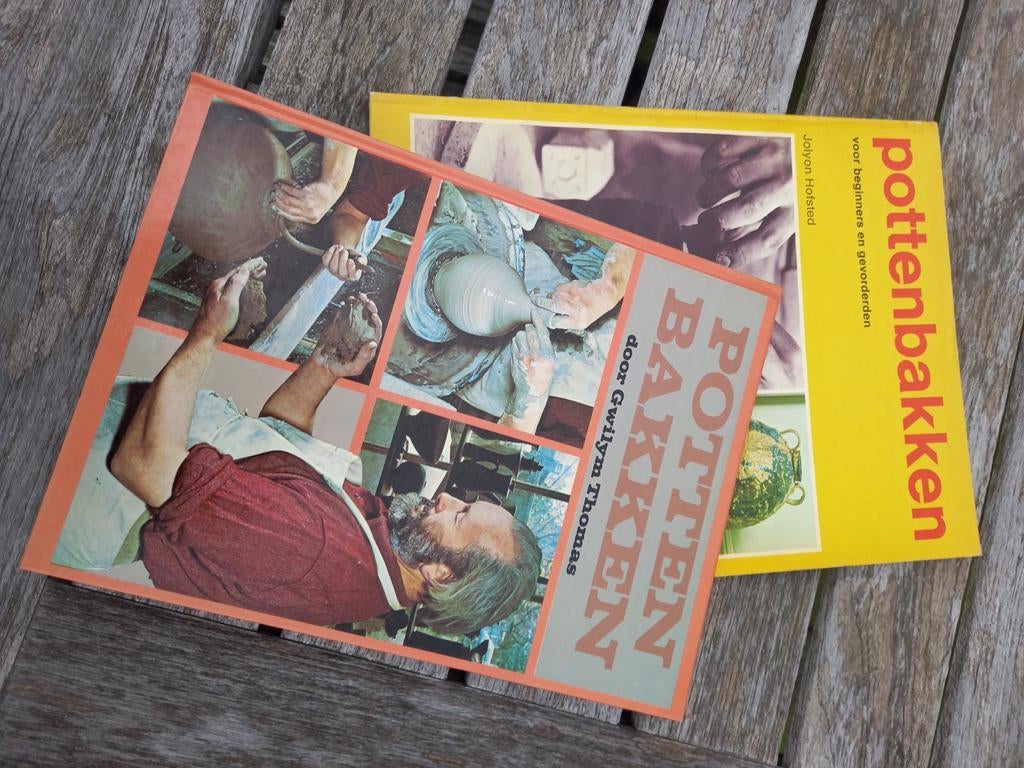 POTTEN
BAKKEN
door Gwilym Thomas
pottenbakken
voor beginners en gevorderden
Jolyon Hofsted